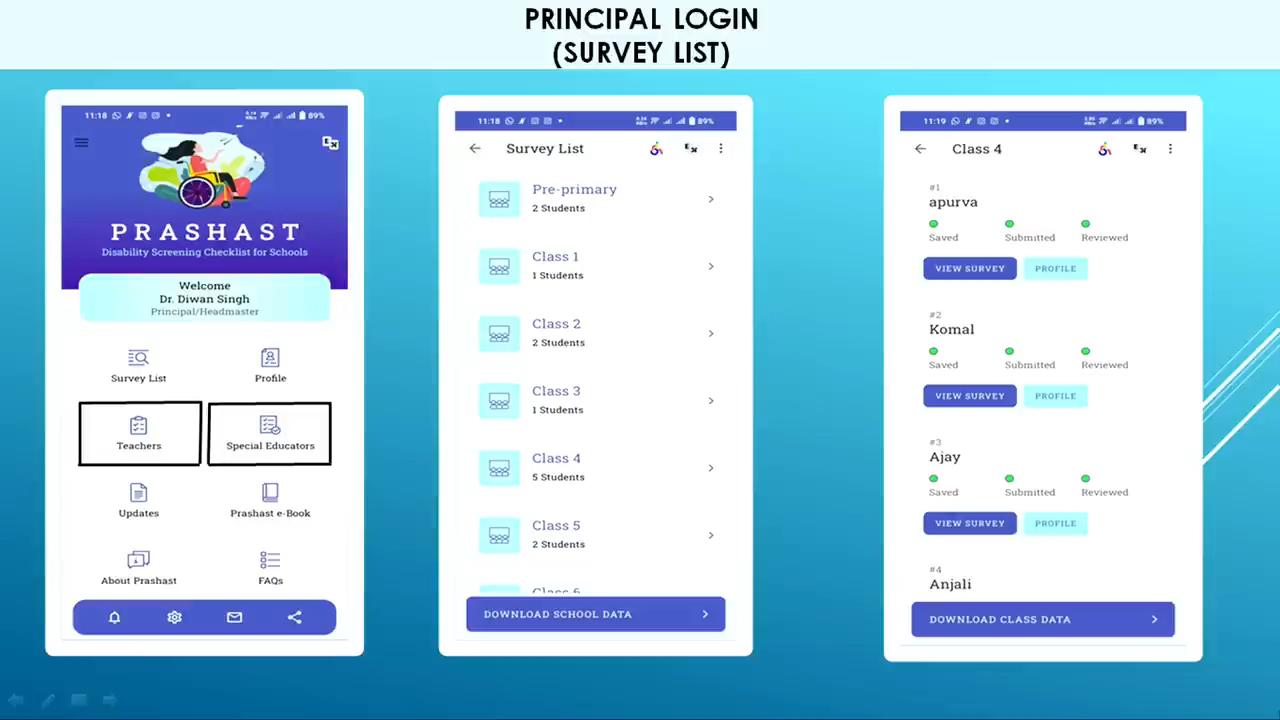 PRINCIPAL LOGIN
(SURVEY LIST)
11:18
89%
PRASHAST
Disability Screening Checklist for Schools
Welcome
Dr. Diwan Singh
Principal/Headmaster
Survey List
Profile
Teachers
Special Educators
Updates
Prashast e-Book
About Prashast
FAQs
11:18
89%
Survey List
Pre-primary
2 Students
Class 1
1 Students
Class 2
2 Students
Class 3
1 Students
Class 4
5 Students
Class 5
2 Students
DOWNLOAD SCHOOL DATA
11:19
89%
Class 4
#1
apurva
Saved Submitted Reviewed
VIEW SURVEY PROFILE
#2
Komal
Saved Submitted Reviewed
VIEW SURVEY PROFILE
#3
Ajay
Saved Submitted Reviewed
VIEW SURVEY PROFILE
#4
Anjali
DOWNLOAD CLASS DATA